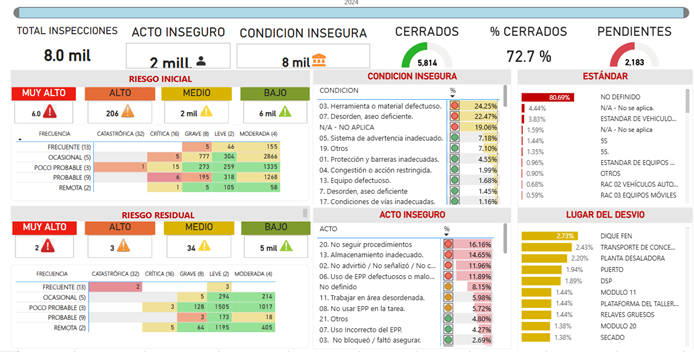 2024
TOTAL INSPECCIONES
8.0 mil
ACTO INSEGURO
2 mill.
CONDICION INSEGURA
8 mil
CERRADOS
5,814
% CERRADOS
72.7 %
PENDIENTES
2,183
RIESGO INICIAL
MUY ALTO ALTO MEDIO BAJO
6.0 206 2 mil 6 mil
FRECUENCIA CATASTRÓFICA (32) CRÍTICA (16) GRAVE (8) LEVE (2) MODERADA (4)
FRECUENTE (13) 5 46 155
OCASIONAL (5) 5 777 304 2866
POCO PROBABLE (3) 1 15 273 259 1335
PROBABLE (9) 6 195 318 1268
REMOTA (2) 1 5 105 58
CONDICION INSEGURA
CONDICIÓN %
03. Herramienta o material defectuoso. 24.25%
07. Desorden, aseo deficiente. 22.47%
N/A - NO APLICA 19.06%
05. Sistema de advertencia inadecuado. 7.18%
19. Otros 7.10%
01. Protección y barreras inadecuadas. 4.55%
04. Congestión o acción restringida. 1.99%
13. Equipo defectuoso. 1.68%
7. Desorden, aseo deficiente 1.45%
17. Condiciones de vías inadecuadas. 1.16%
ESTÁNDAR
80.69% NO DEFINIDO
4.44% N/A - No se aplica.
3.83% ESTANDAR DE VEHICULO...
1.59% N/A - No se aplica.
1.44% 5S
1.35% 5S.
0.96% ESTANDAR DE EQUIPOS ...
0.90% OTROS
0.68% RAC 02 VEHÍCULOS AUTO...
0.59% RAC 03 EQUIPOS MÓVILES
RIESGO RESIDUAL
MUY ALTO ALTO MEDIO BAJO
2 3 34 5 mil
FRECUENCIA CATASTRÓFICA (32) CRÍTICA (16) GRAVE (8) LEVE (2) MODERADA (4)
FRECUENTE (13) 2 3
OCASIONAL (5) 5 294 214
POCO PROBABLE (3) 3 128 1505 1017
PROBABLE (9) 3 173 18
REMOTA (2) 5 64 1195 405
ACTO INSEGURO
ACTO %
20. No seguir procedimientos 16.16%
13. Almacenamiento inadecuado. 14.65%
02. No advirtió / No señalizó / No c... 11.96%
06. Uso de EPP defectuosos o malo... 11.89%
No definido 8.15%
11. Trabajar en área desordenada. 5.98%
08. No usar EPP en la tarea. 5.72%
21. Otros 4.80%
07. Uso Incorrecto del EPP. 4.27%
03. No bloqueó / faltó asegurar. 2.69%
LUGAR DEL DESVIO
2.73% DIQUE FEN
2.43% TRANSPORTE DE CONCE...
2.20% PLANTA DESALADORA
1.94% PUERTO
1.89% DSP
1.44% MODULO 11
1.44% PLATAFORMA DEL TALLER...
1.44% RELAVES GRUESOS
1.38% MODULO 20
1.38% SECADO